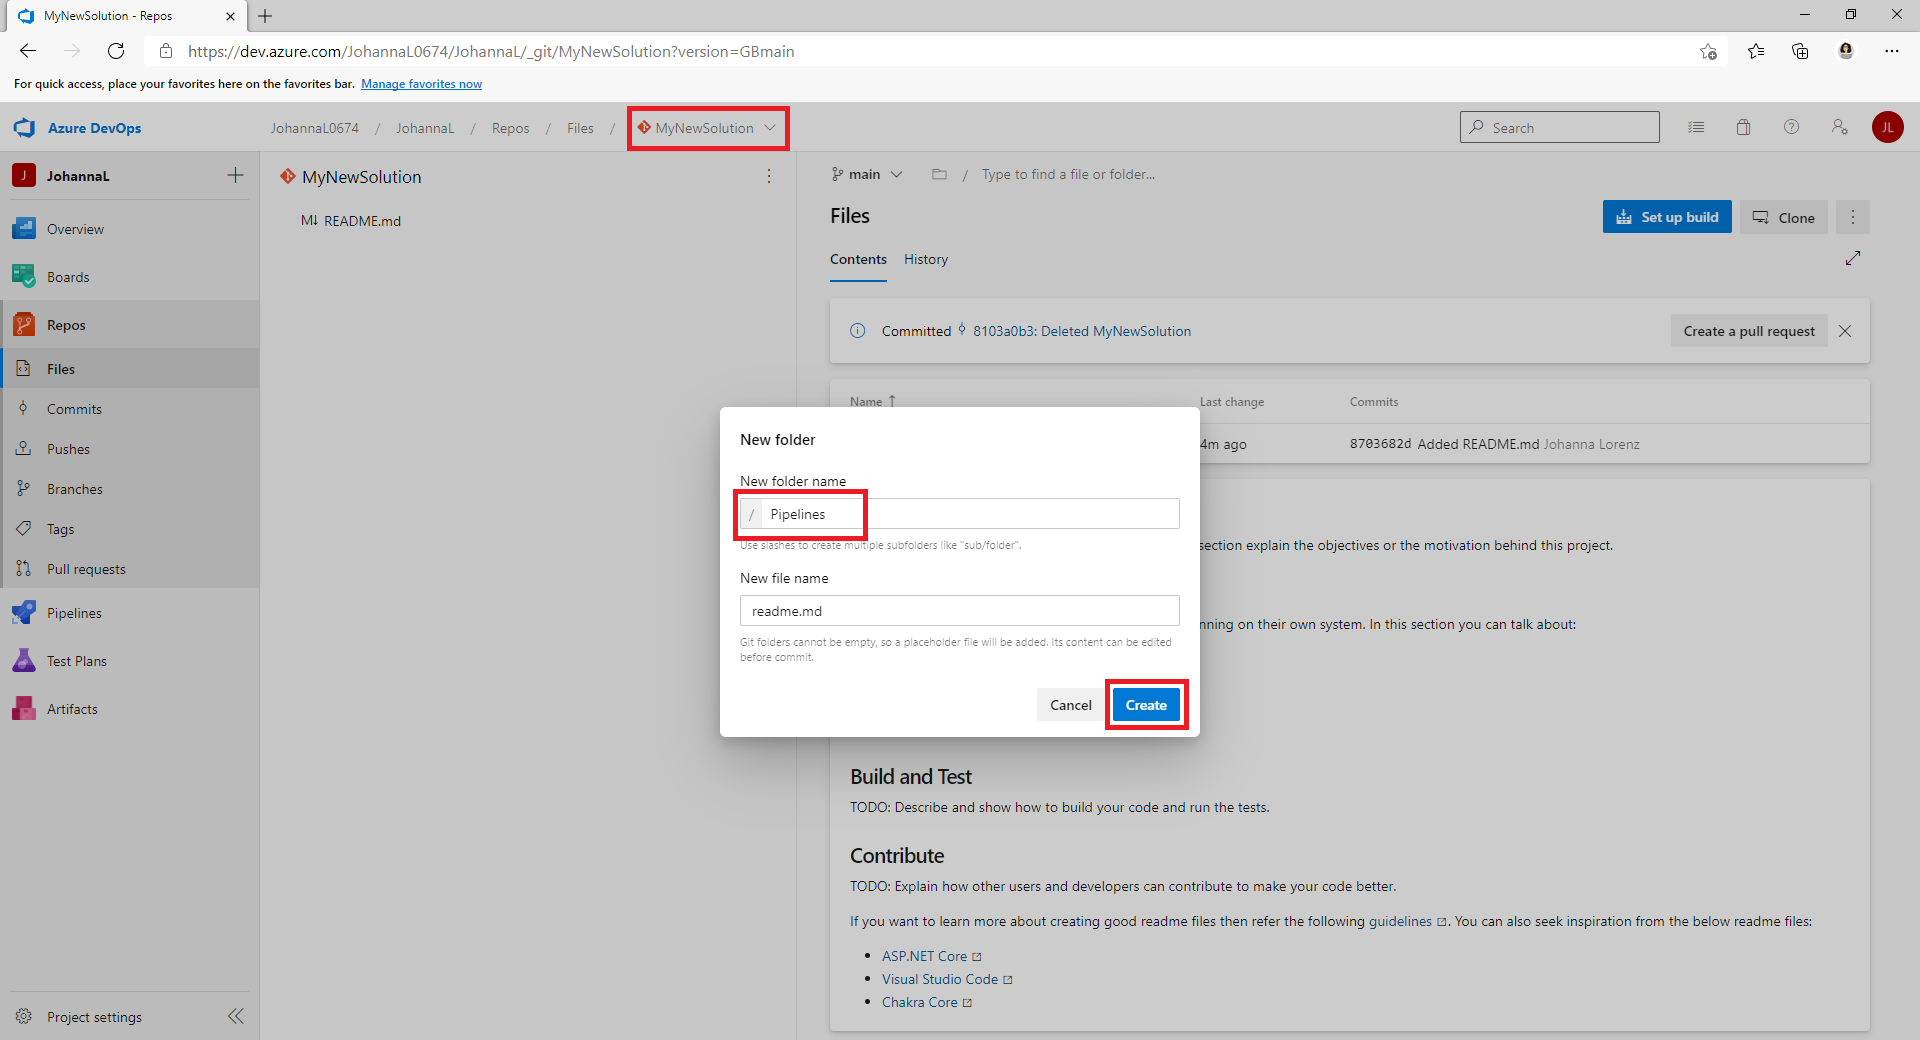 MyNewSolution - Repos
https://dev.azure.com/JohannaL0674/JohannaL/_git/MyNewSolution?version=GBmain
For quick access, place your favorites here on the favorites bar. Manage favorites now
Azure DevOps
JohannaL0674 / JohannaL / Repos / Files / MyNewSolution
Search
JL
J JohannaL
Overview
Boards
Repos
Files
Commits
Pushes
Branches
Tags
Pull requests
Pipelines
Test Plans
Artifacts
Project settings
MyNewSolution
M↓ README.md
main / Type to find a file or folder...
Files
Set up build
Clone
Contents
History
Committed 8103a0b3: Deleted MyNewSolution
Create a pull request
Name ↑ Last change Commits
4m ago 8703682d Added README.md Johanna Lorenz
New folder
New folder name
/ Pipelines
Use slashes to create multiple subfolders like "sub/folder".
New file name
readme.md
Git folders cannot be empty, so a placeholder file will be added. Its content can be edited
before commit.
Cancel
Create
section explain the objectives or the motivation behind this project.
nning on their own system. In this section you can talk about:
Build and Test
TODO: Describe and show how to build your code and run the tests.
Contribute
TODO: Explain how other users and developers can contribute to make your code better.
If you want to learn more about creating good readme files then refer the following guidelines. You can also seek inspiration from the below readme files:
• ASP.NET Core
• Visual Studio Code
• Chakra Core